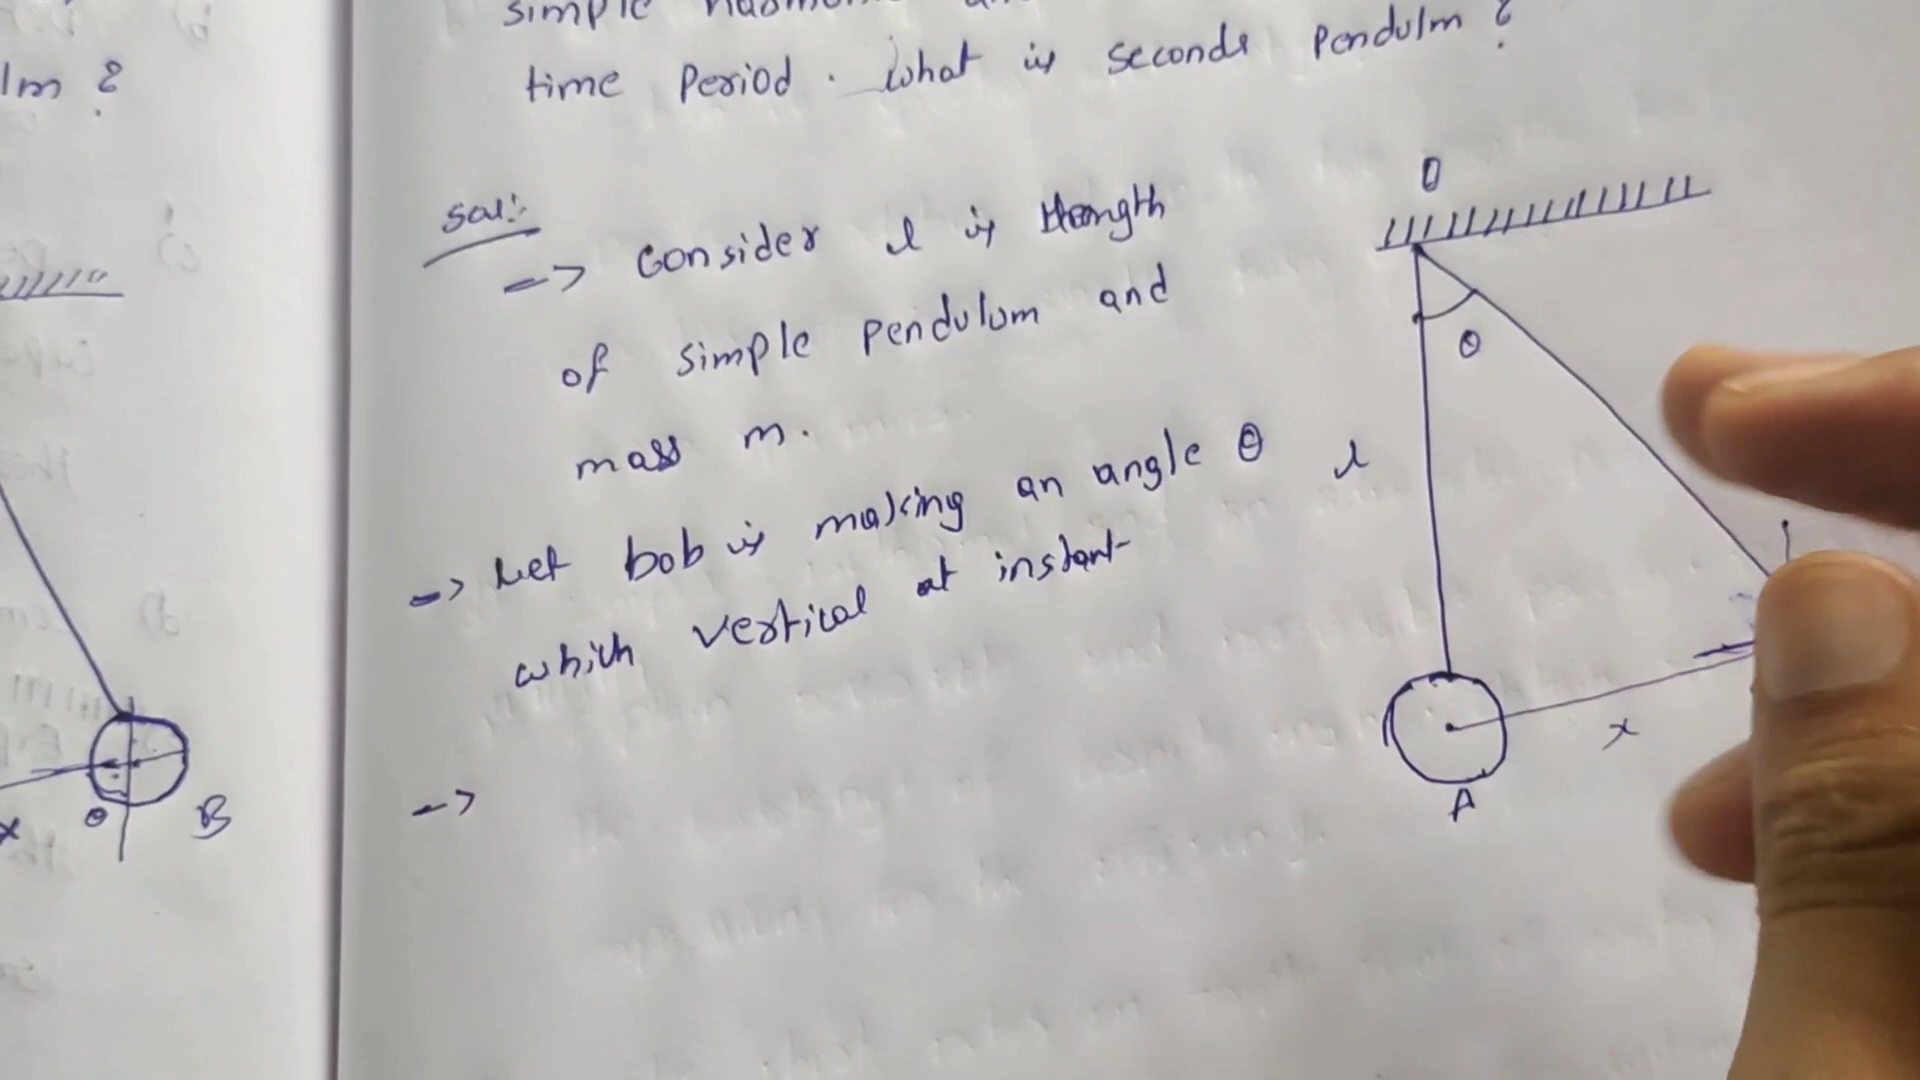 lm ?
x
θ
B
simple
time Period. What is seconds Pendulm ?
Sol:
-> Consider l is length
of simple Pendulum and
mass m.
-> Let bob is making an angle θ
which vertical at instant
->
O
θ
l
x
A